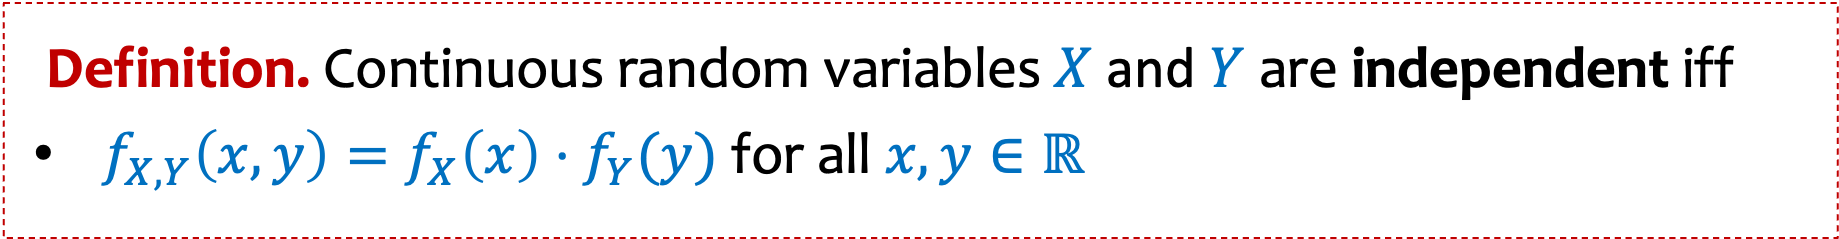 Definition. Continuous random variables X and Y are independent iff
• f_{X,Y}(x, y) = f_X(x) · f_Y(y) for all x, y ∈ ℝ